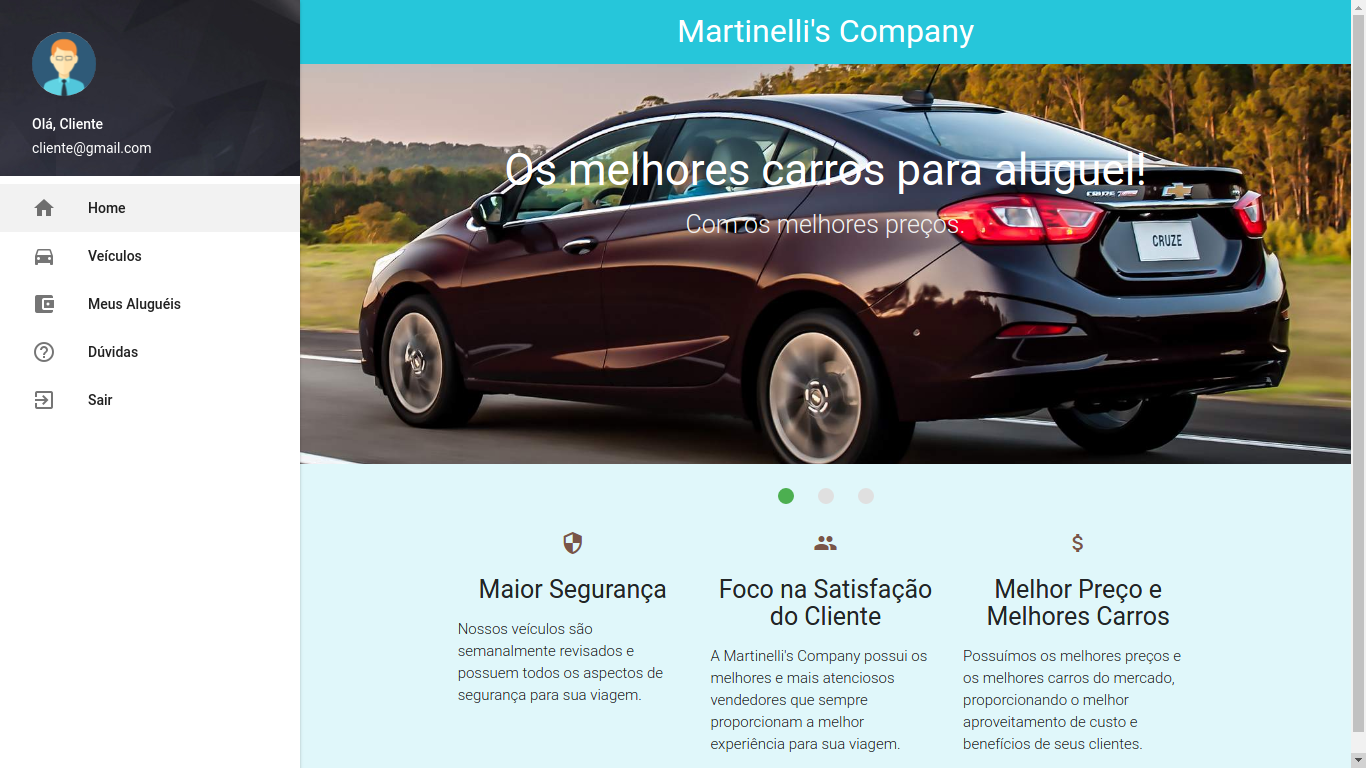 Martinelli's Company
Olá, Cliente
cliente@gmail.com
Home
Veículos
Meus Aluguéis
Dúvidas
Sair
Os melhores carros para aluguel!
Com os melhores preços.
CRUZE
CRUZE
Maior Segurança
Nossos veículos são
semanalmente revisados e
possuem todos os aspectos de
segurança para sua viagem.
Foco na Satisfação
do Cliente
A Martinelli's Company possui os
melhores e mais atenciosos
vendedores que sempre
proporcionam a melhor
experiência para sua viagem.
Melhor Preço e
Melhores Carros
Possuímos os melhores preços e
os melhores carros do mercado,
proporcionando o melhor
aproveitamento de custo e
benefícios de seus clientes.